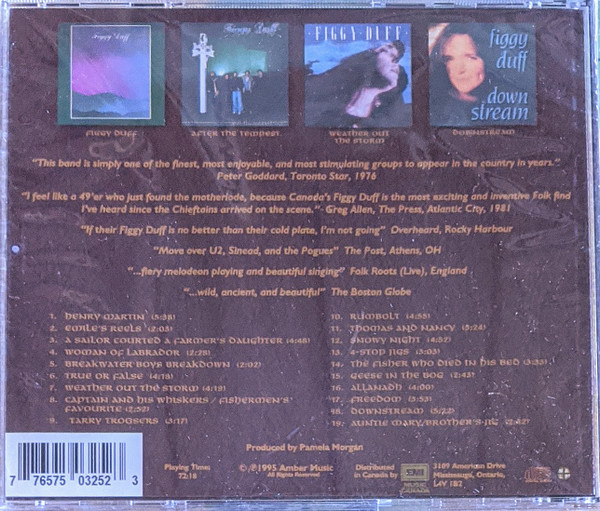 Figgy Duff
Figgy Duff
FIGGY DUFF
figgy
duff
down
stream
FIGGY DUFF
AFTER THE TEMPEST
WEATHER OUT
THE STORM
DOWNSTREAM
"This band is simply one of the finest, most enjoyable, and most stimulating groups to appear in the country in years."
Peter Goddard, Taronto Star, 1976
"I feel like a 49'er who just found the motherlode, because Canada's Figgy Duff is the most exciting and inventive Folk find
I've heard since the Chieftains arrived on the scene."- Greg Allen, The Press, Atlantic City, 1981
"If their Figgy Duff is no better than their cold plate, I'm not going" Overheard, Rocky Harbour
"Move over U2, Sinead, and the Pogues" The Post, Athens, OH
"...fiery melodeon playing and beautiful singing" Folk Roots (Live), England
"...wild, ancient, and beautiful" The Boston Globe
1. HENRY MARTIN (5:38)
2. EMILE'S REELS (2:03)
3. A SAILOR COURTED A FARMER'S DAUGHTER (4:48)
4. WOMAN OF LABRADOR (2:28)
5. BREAKWATER BOYS BREAKDOWN (2:02)
6. TRUE OR FALSE (4:18)
7. WEATHER OUT THE STORM (4:19)
8. CAPTAIN AND HIS WHISKERS / FISHERMEN'S
FAVOURITE (2:52)
9. TARRY TROUSERS (3:17)
10. RUMBOLT (4:55)
11. THOMAS AND NANCY (5:24)
12. SNOWY NIGHT (4:52)
13. 4-STOP JIGS (3:03)
14. THE FISHER WHO DIED IN HIS BED (3:35)
15. GEESE IN THE BOG (2:43)
16. ALLANADH (4:00)
17. FREEDOM (3:53)
18. DOWNSTREAM (5:22)
19. AUNTIE MARY/BROTHER'S JIG (2:42)
Produced by Pamela Morgan
7 76575 03252 3
Playing Time:
72:18
©℗1995 Amber Music
All Rights Reserved
Distributed
in Canada by
EMI
MUSIC
CANADA
3109 American Drive
Mississauga, Ontario,
L4V 1B2